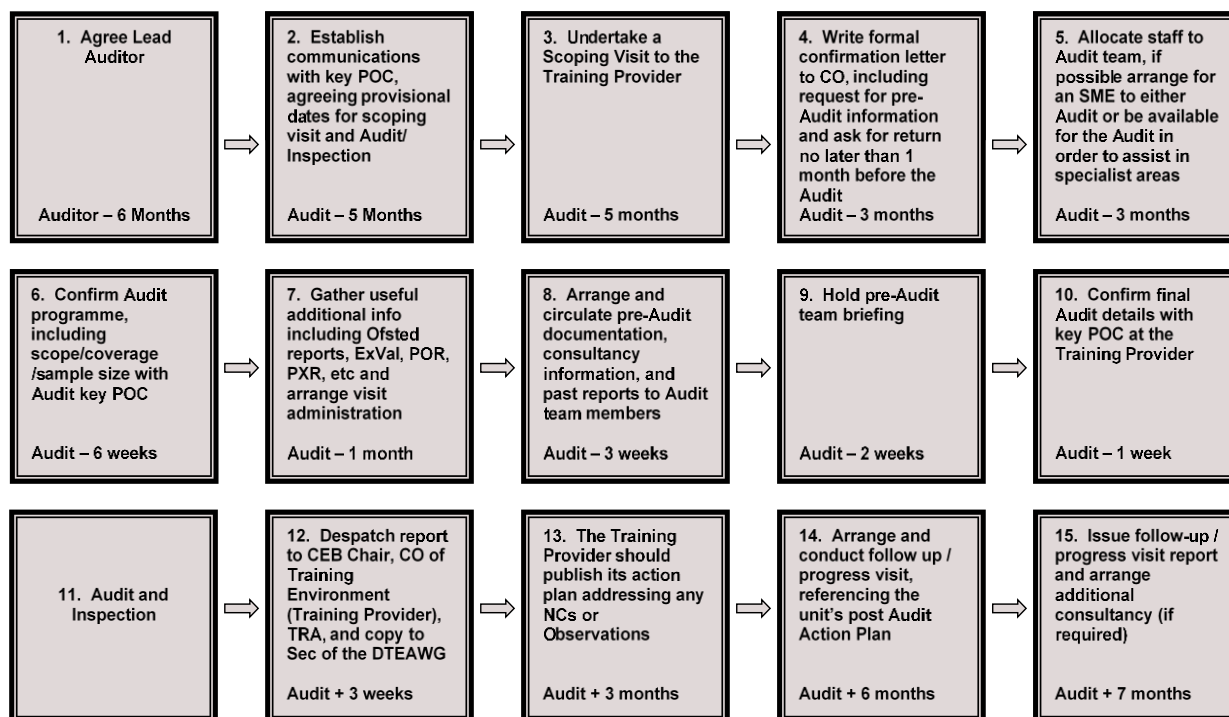 1. Agree Lead
Auditor
Auditor – 6 Months
2. Establish
communications
with key POC,
agreeing provisional
dates for scoping
visit and Audit/
Inspection
Audit – 5 Months
3. Undertake a
Scoping Visit to the
Training Provider
Audit – 5 months
4. Write formal
confirmation letter
to CO, including
request for pre-
Audit information
and ask for return
no later than 1
month before the
Audit
Audit – 3 months
5. Allocate staff to
Audit team, if
possible arrange for
an SME to either
Audit or be available
for the Audit in
order to assist in
specialist areas
Audit – 3 months
6. Confirm Audit
programme,
including
scope/coverage
/sample size with
Audit key POC
Audit – 6 weeks
7. Gather useful
additional info
including Ofsted
reports, ExVal, POR,
PXR, etc and
arrange visit
administration
Audit – 1 month
8. Arrange and
circulate pre-Audit
documentation,
consultancy
information, and
past reports to Audit
team members
Audit – 3 weeks
9. Hold pre-Audit
team briefing
Audit – 2 weeks
10. Confirm final
Audit details with
key POC at the
Training Provider
Audit – 1 week
11. Audit and
Inspection
12. Despatch report
to CEB Chair, CO of
Training
Environment
(Training Provider),
TRA, and copy to
Sec of the DTEAWG
Audit + 3 weeks
13. The Training
Provider should
publish its action
plan addressing any
NCs or
Observations
Audit + 3 months
14. Arrange and
conduct follow up /
progress visit,
referencing the
unit's post Audit
Action Plan
Audit + 6 months
15. Issue follow-up /
progress visit report
and arrange
additional
consultancy (if
required)
Audit + 7 months